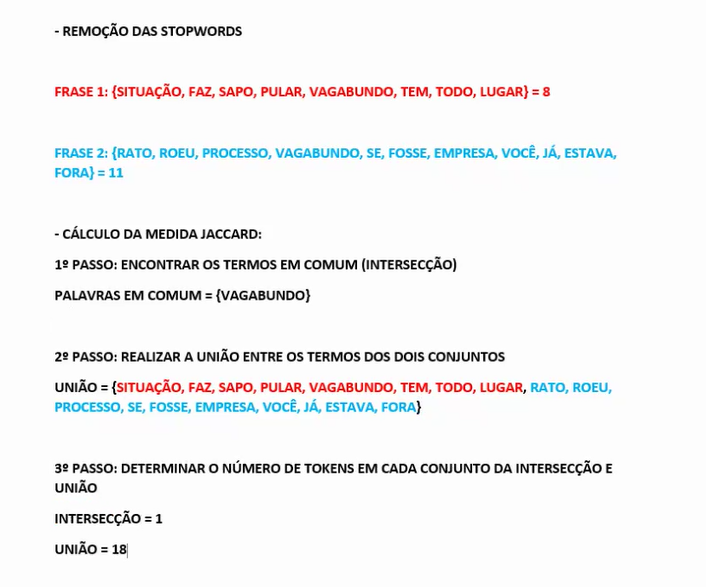 - REMOÇÃO DAS STOPWORDS
FRASE 1: {SITUAÇÃO, FAZ, SAPO, PULAR, VAGABUNDO, TEM, TODO, LUGAR} = 8
FRASE 2: {RATO, ROEU, PROCESSO, VAGABUNDO, SE, FOSSE, EMPRESA, VOCÊ, JÁ, ESTAVA,
FORA} = 11
- CÁLCULO DA MEDIDA JACCARD:
1º PASSO: ENCONTRAR OS TERMOS EM COMUM (INTERSECÇÃO)
PALAVRAS EM COMUM = {VAGABUNDO}
2º PASSO: REALIZAR A UNIÃO ENTRE OS TERMOS DOS DOIS CONJUNTOS
UNIÃO = {SITUAÇÃO, FAZ, SAPO, PULAR, VAGABUNDO, TEM, TODO, LUGAR, RATO, ROEU,
PROCESSO, SE, FOSSE, EMPRESA, VOCÊ, JÁ, ESTAVA, FORA}
3º PASSO: DETERMINAR O NÚMERO DE TOKENS EM CADA CONJUNTO DA INTERSECÇÃO E
UNIÃO
INTERSECÇÃO = 1
UNIÃO = 18